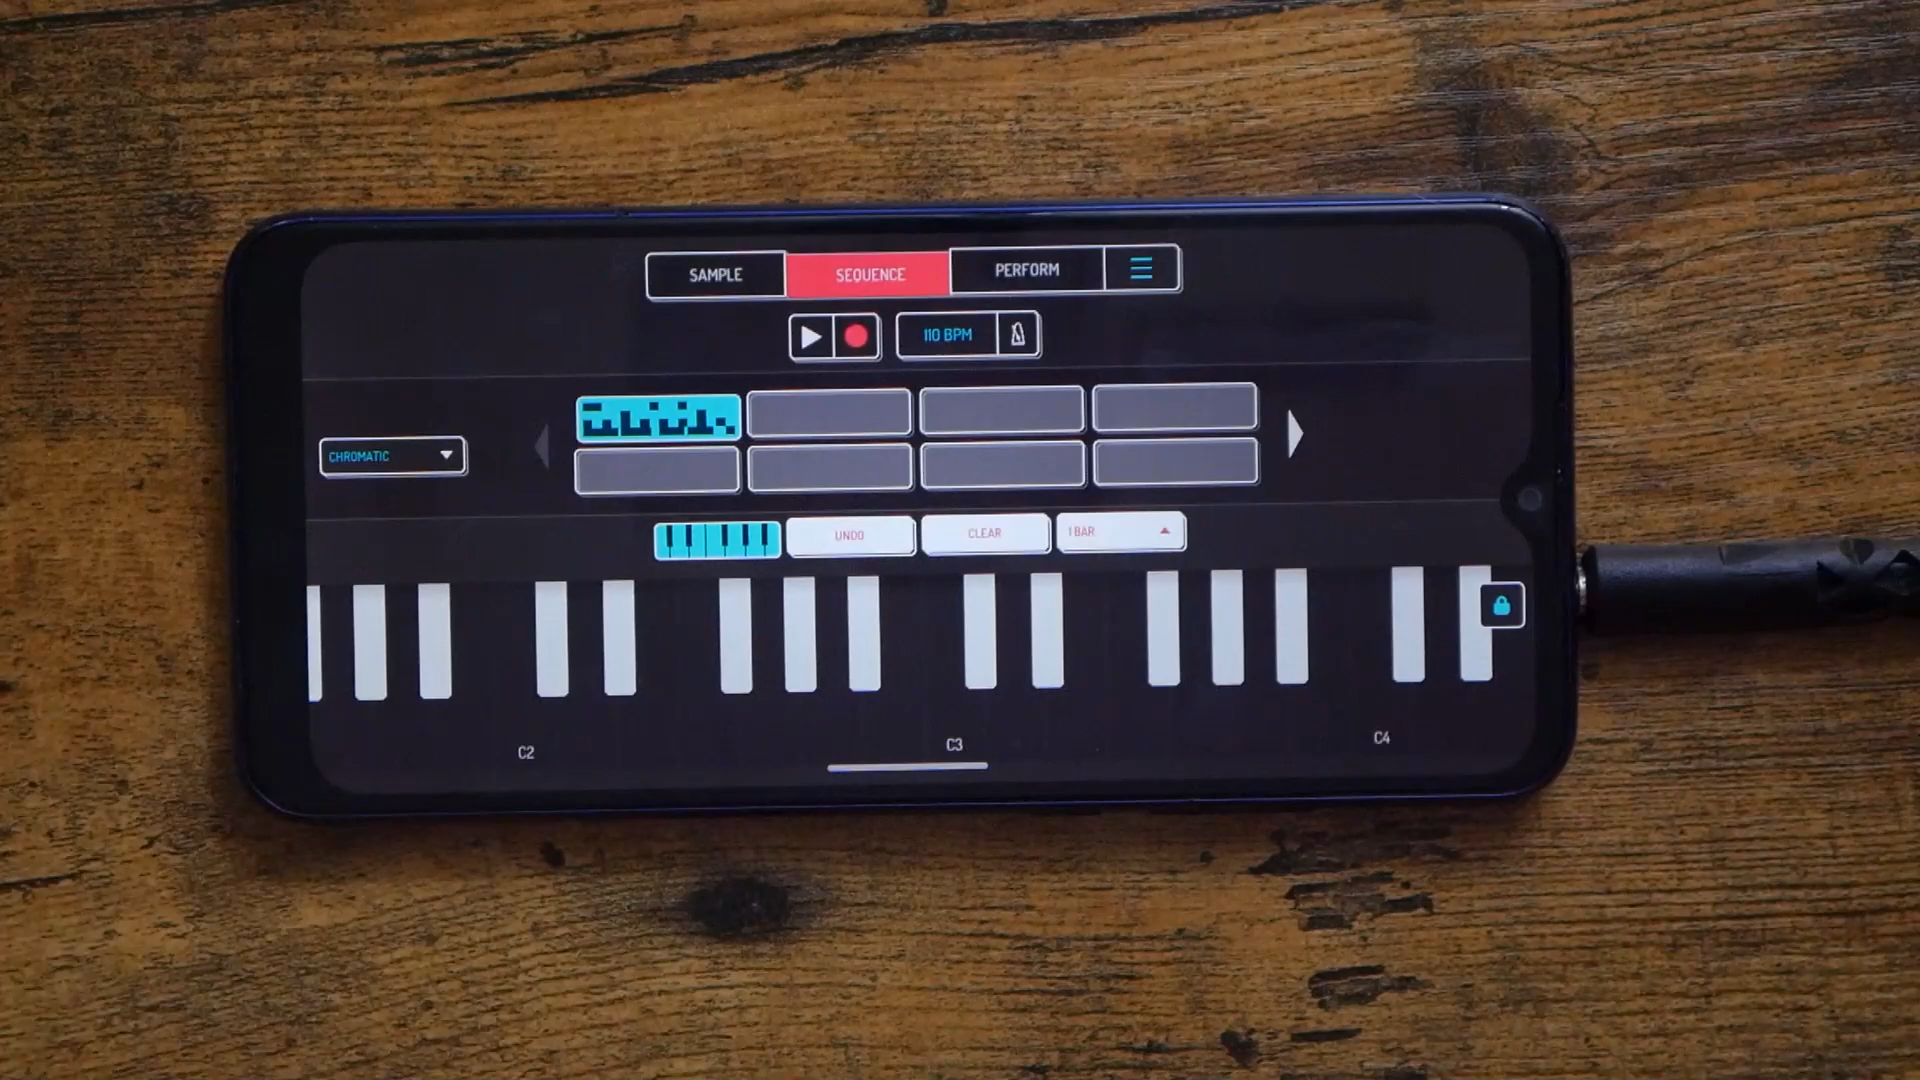 SAMPLE SEQUENCE PERFORM
110 BPM
CHROMATIC
UNDO CLEAR 1 BAR
C2 C3 C4